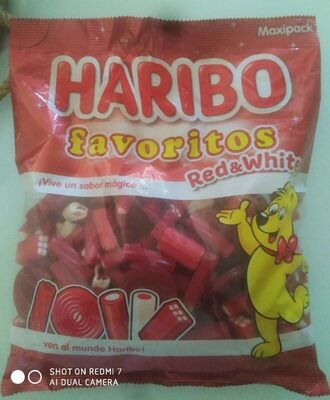 Maxipack
HARIBO
favoritos
Red&White
¡Vive un sabor mágico ...
... ven al mundo Haribo!
SHOT ON REDMI 7
AI DUAL CAMERA